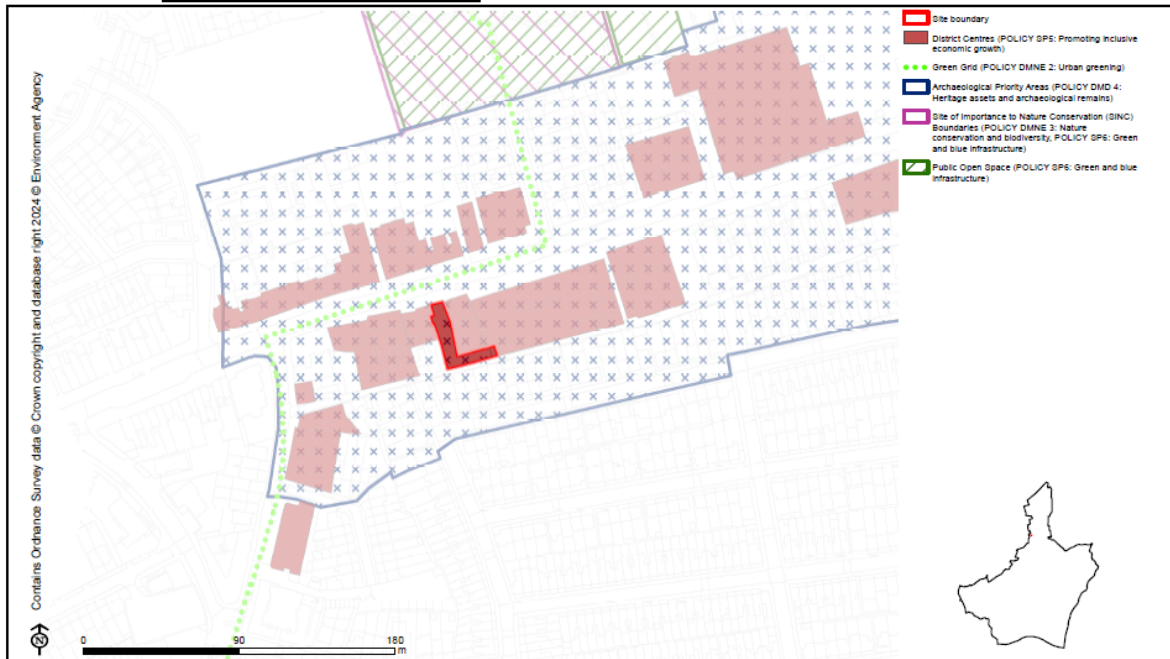 Site boundary
District Centres (POLICY SP5: Promoting inclusive
economic growth)
Green Grid (POLICY DMNE 2: Urban greening)
Archaeological Priority Areas (POLICY DMD 4:
Heritage assets and archaeological remains)
Site of Importance to Nature Conservation (SINC)
Boundaries (POLICY DMNE 3: Nature
conservation and biodiversity, POLICY SP6: Green
and blue infrastructure)
Public Open Space (POLICY SP6: Green and blue
infrastructure)
Contains Ordnance Survey data © Crown copyright and database right 2024 © Environment Agency
N
0 90 180
m